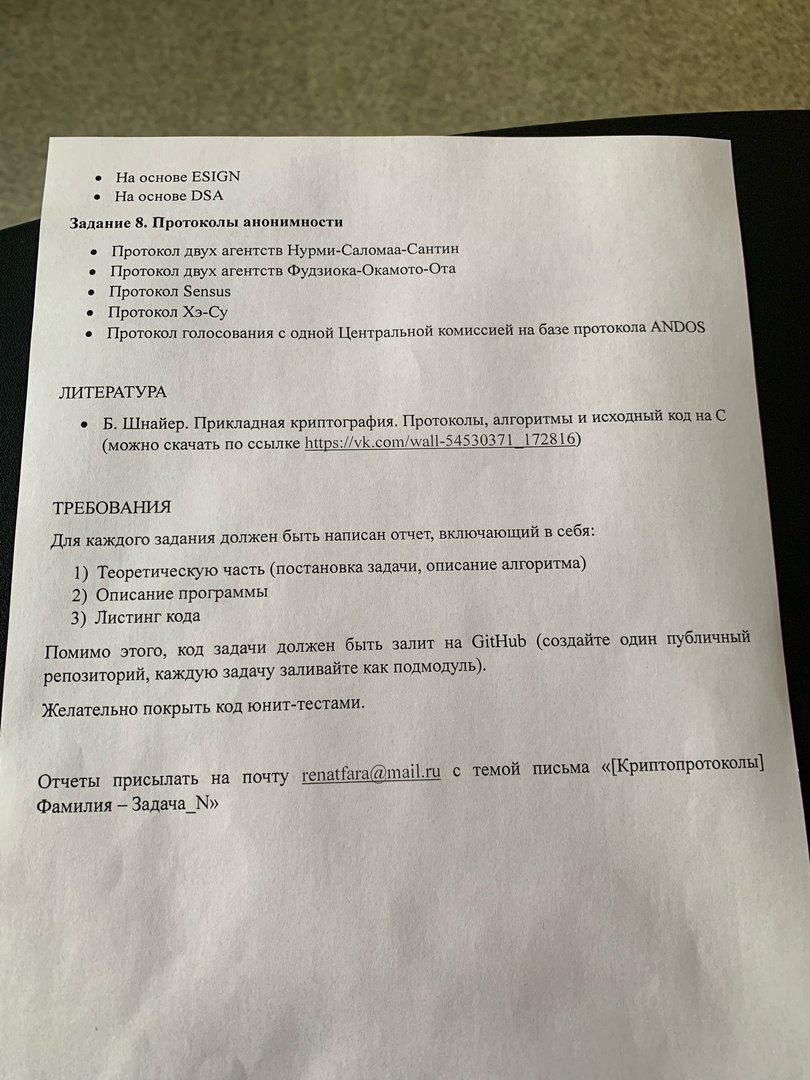 • На основе ESIGN
• На основе DSA
Задание 8. Протоколы анонимности
• Протокол двух агентств Нурми-Саломаа-Сантин
• Протокол двух агентств Фудзиока-Окамото-Ота
• Протокол Sensus
• Протокол Хэ-Су
• Протокол голосования с одной Центральной комиссией на базе протокола ANDOS
ЛИТЕРАТУРА
• Б. Шнайер. Прикладная криптография. Протоколы, алгоритмы и исходный код на С
(можно скачать по ссылке https://vk.com/wall-54530371_172816)
ТРЕБОВАНИЯ
Для каждого задания должен быть написан отчет, включающий в себя:
1) Теоретическую часть (постановка задачи, описание алгоритма)
2) Описание программы
3) Листинг кода
Помимо этого, код задачи должен быть залит на GitHub (создайте один публичный
репозиторий, каждую задачу заливайте как подмодуль).
Желательно покрыть код юнит-тестами.
Отчеты присылать на почту renatfara@mail.ru с темой письма «[Криптопротоколы]
Фамилия – Задача_N»